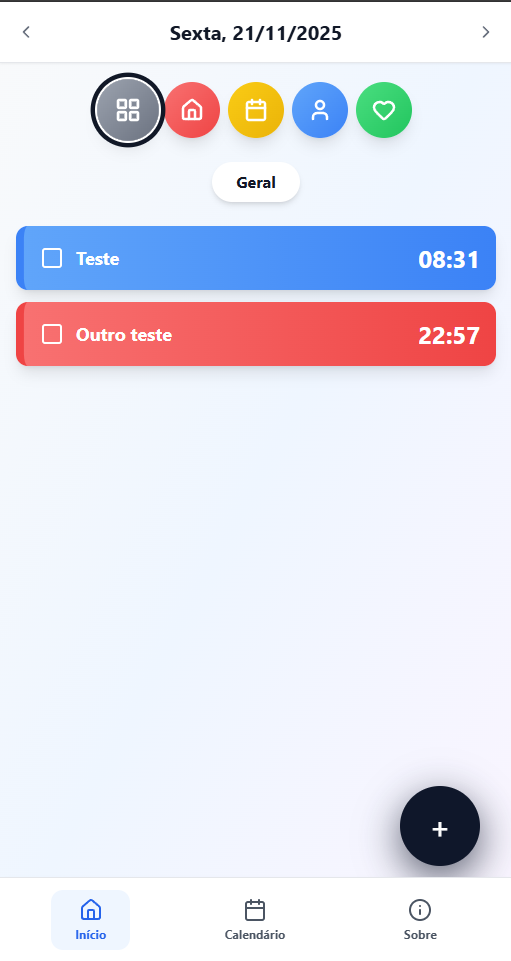 Sexta, 21/11/2025
Geral
Teste 08:31
Outro teste 22:57
+
Início Calendário Sobre